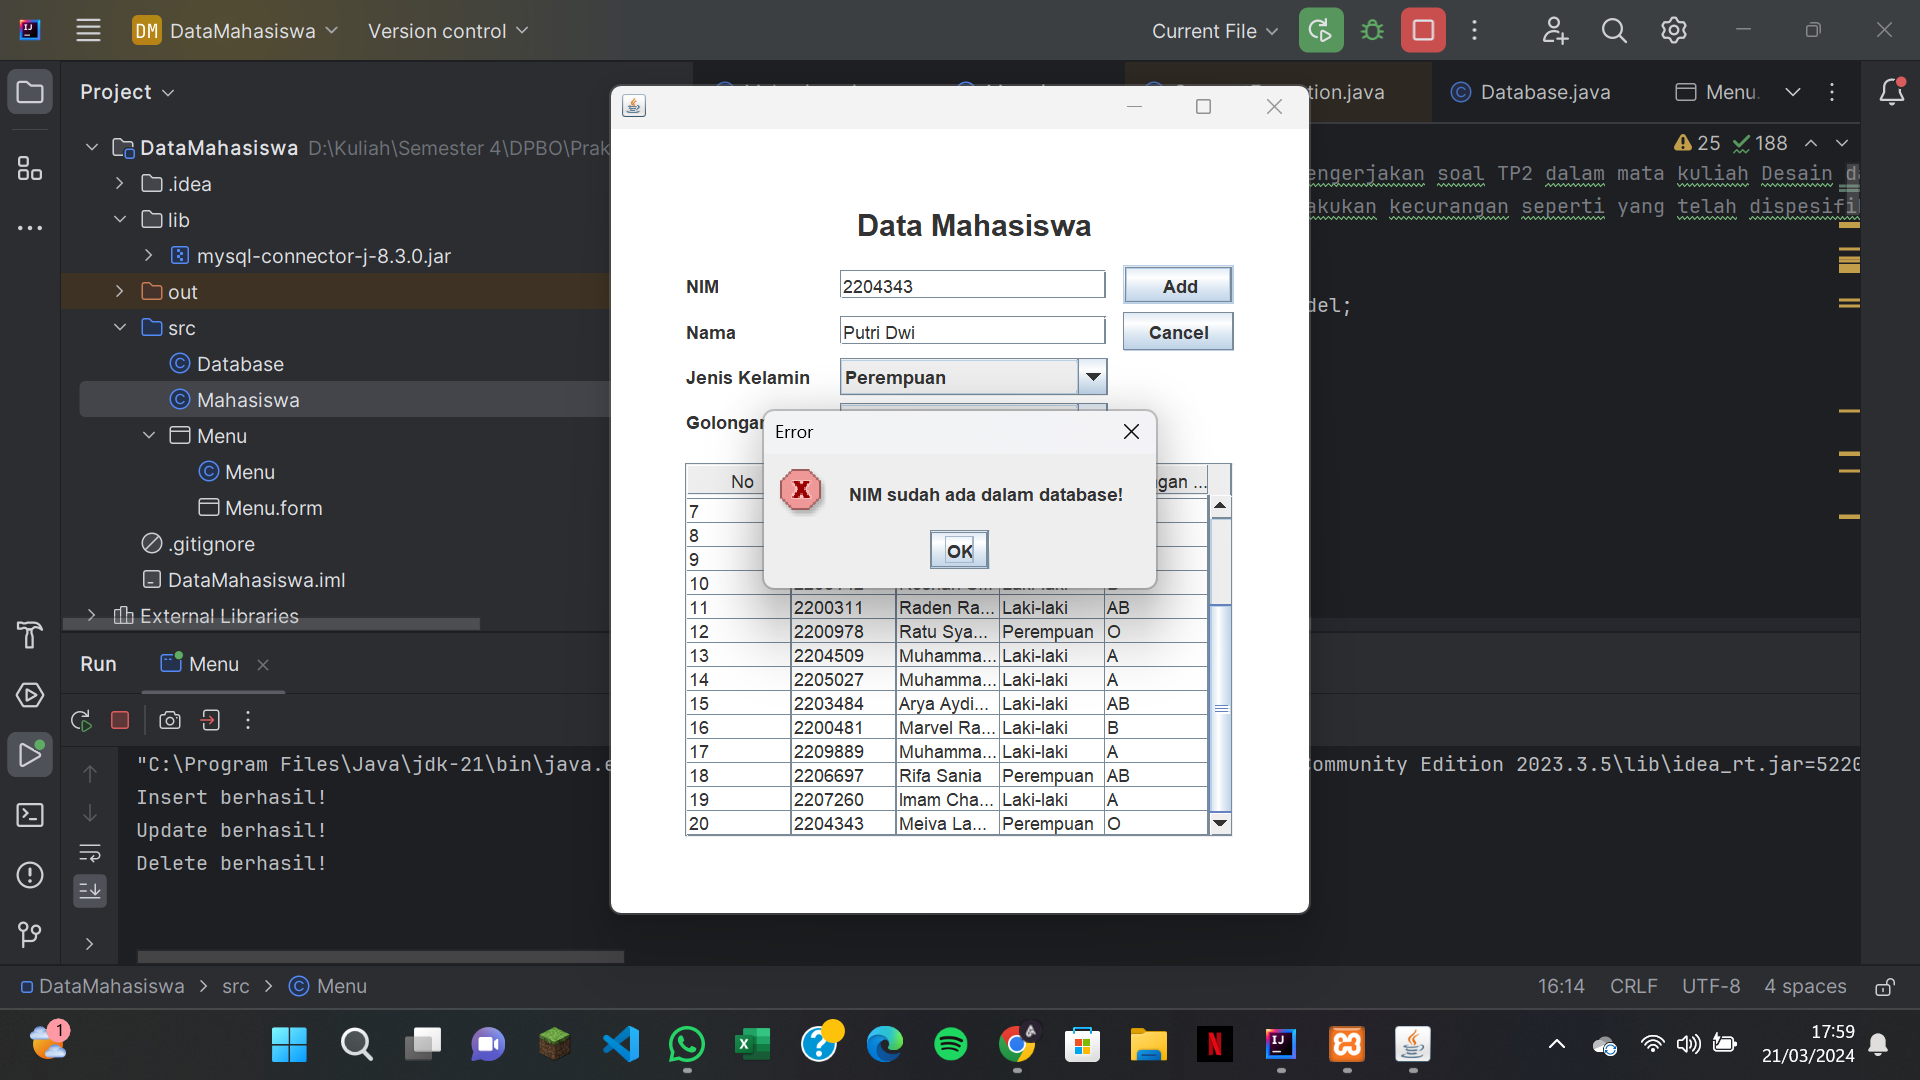 DM DataMahasiswa Version control Current File
Project
ion.java Database.java Menu.
DataMahasiswa D:\Kuliah\Semester 4\DPBO\Prak
25 188
.idea
engerjakan soal TP2 dalam mata kuliah Desain
akukan kecurangan seperti yang telah dispesifi
lib
mysql-connector-j-8.3.0.jar
out
del;
src
Database
Mahasiswa
Menu
Menu
Menu.form
.gitignore
DataMahasiswa.iml
External Libraries
Data Mahasiswa
NIM 2204343 Add
Nama Putri Dwi Cancel
Jenis Kelamin Perempuan
Golongan
Error
NIM sudah ada dalam database!
OK
No gan ...
7
8
9
10
11 2200311 Raden Ra... Laki-laki AB
12 2200978 Ratu Sya... Perempuan O
13 2204509 Muhamma... Laki-laki A
14 2205027 Muhamma... Laki-laki A
15 2203484 Arya Aydi... Laki-laki AB
16 2200481 Marvel Ra... Laki-laki B
17 2209889 Muhamma... Laki-laki A
18 2206697 Rifa Sania Perempuan AB
19 2207260 Imam Cha... Laki-laki A
20 2204343 Meiva La... Perempuan O
Run Menu
"C:\Program Files\Java\jdk-21\bin\java.e ommunity Edition 2023.3.5\lib\idea_rt.jar=5220
Insert berhasil!
Update berhasil!
Delete berhasil!
DataMahasiswa > src > Menu
16:14 CRLF UTF-8 4 spaces
1
17:59
21/03/2024